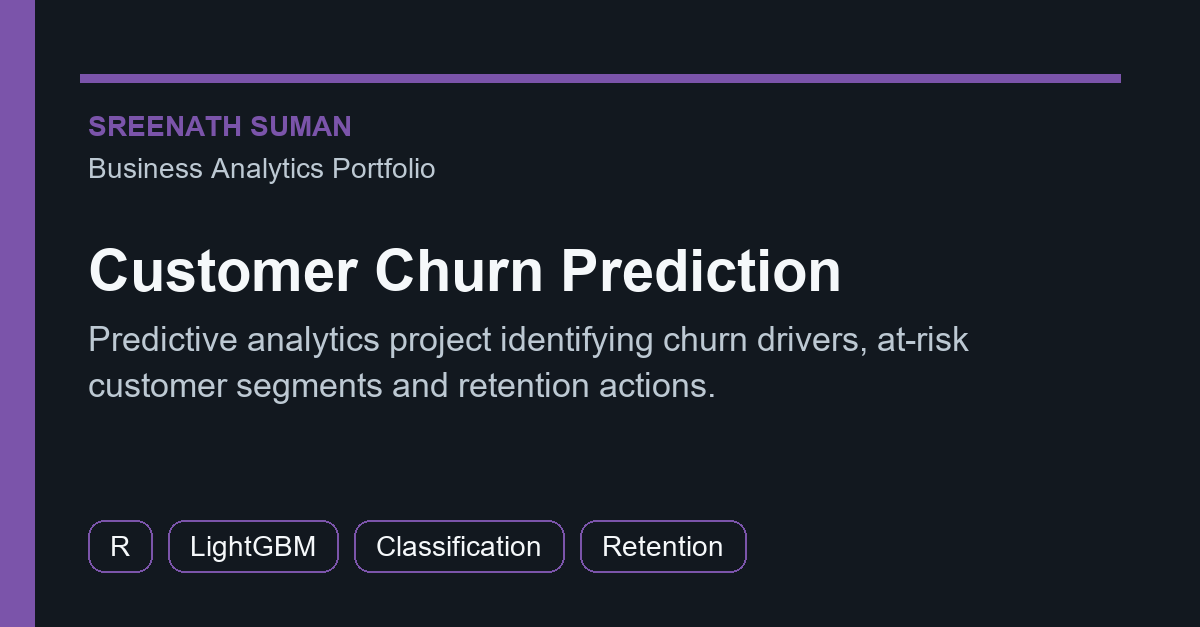 SREENATH SUMAN
Business Analytics Portfolio
Customer Churn Prediction
Predictive analytics project identifying churn drivers, at-risk
customer segments and retention actions.
R
LightGBM
Classification
Retention